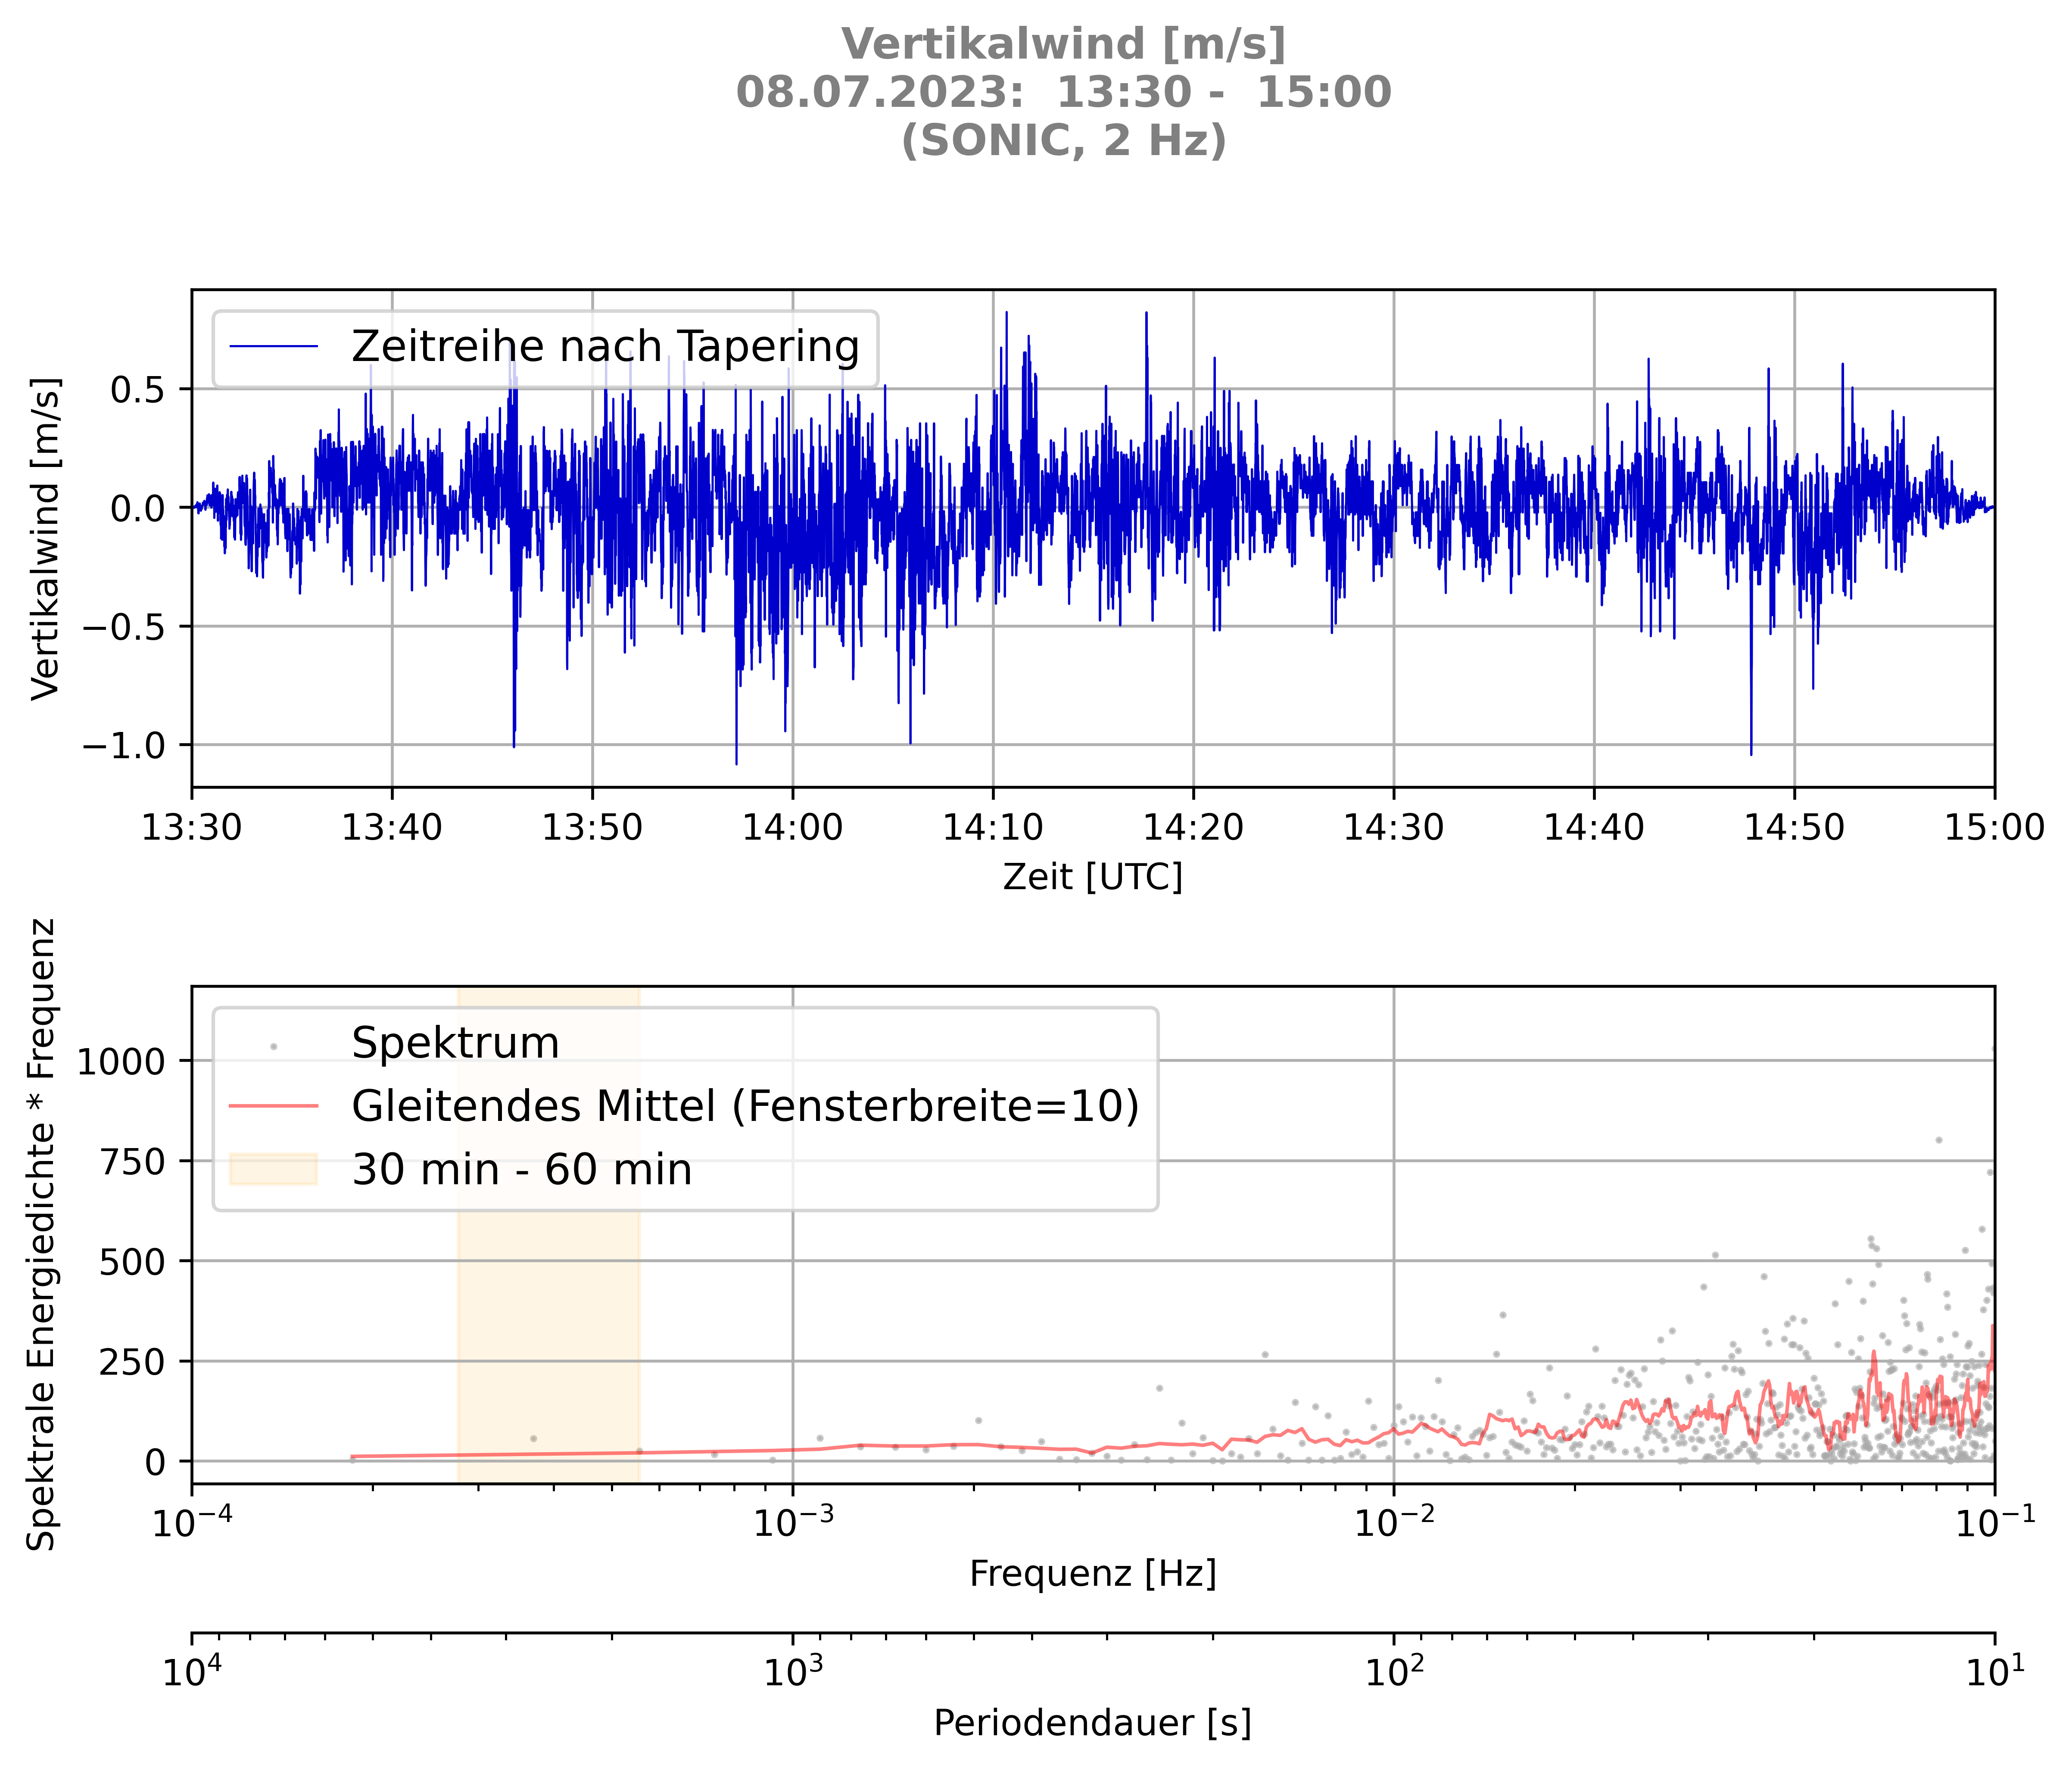 Vertikalwind [m/s]
08.07.2023:  13:30 -  15:00
(SONIC, 2 Hz)
Zeitreihe nach Tapering
Vertikalwind [m/s]
0.5
0.0
−0.5
−1.0
13:30 13:40 13:50 14:00 14:10 14:20 14:30 14:40 14:50 15:00
Zeit [UTC]
Spektrale Energiedichte * Frequenz
Spektrum
Gleitendes Mittel (Fensterbreite=10)
30 min - 60 min
1000
750
500
250
0
10⁻⁴ 10⁻³ 10⁻² 10⁻¹
Frequenz [Hz]
10⁴ 10³ 10² 10¹
Periodendauer [s]